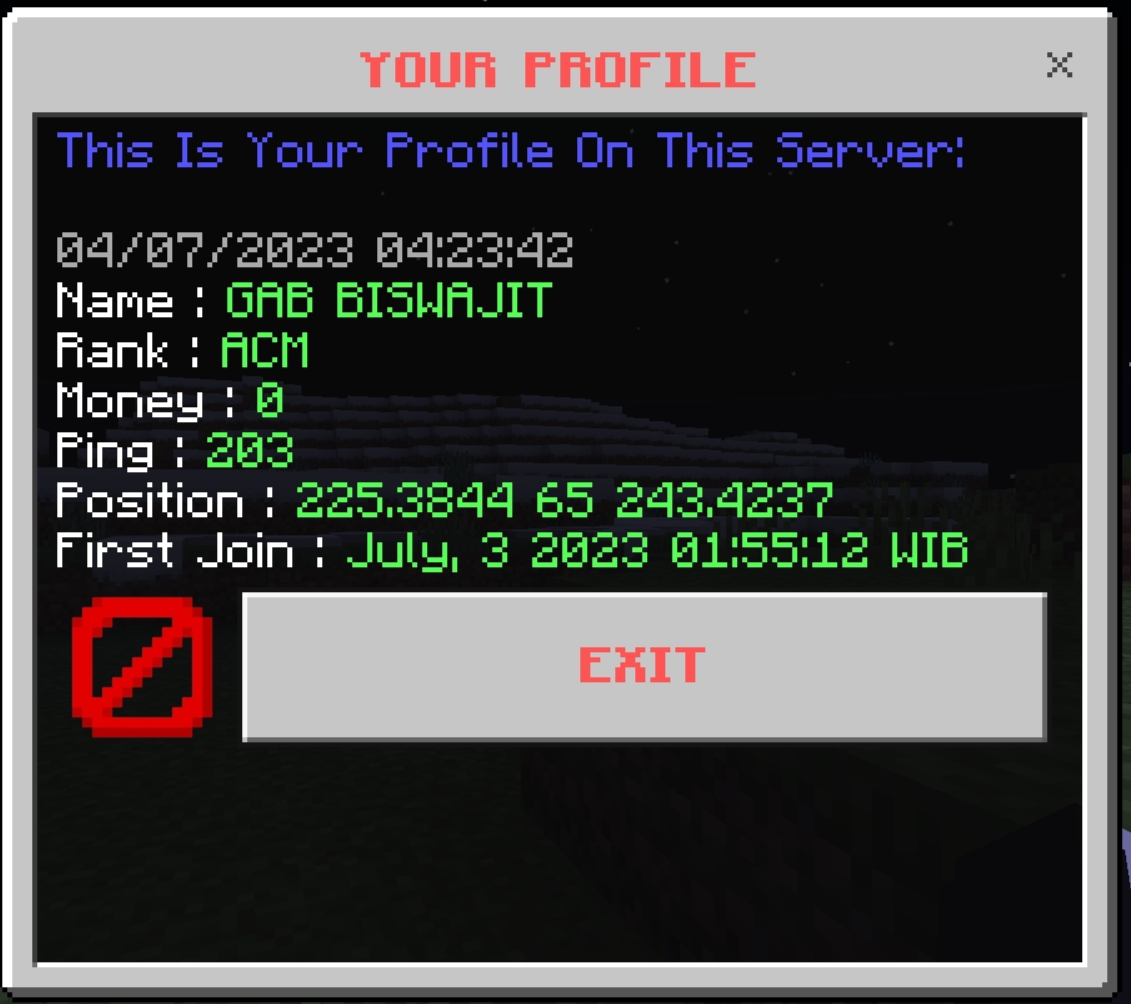 YOUR PROFILE
This Is Your Profile On This Server:
04/07/2023 04:23:42
Name : GAB BISWAJIT
Rank : ACM
Money : 0
Ping : 203
Position : 225.3844 65 243.4237
First Join : July, 3 2023 01:55:12 WIB
EXIT